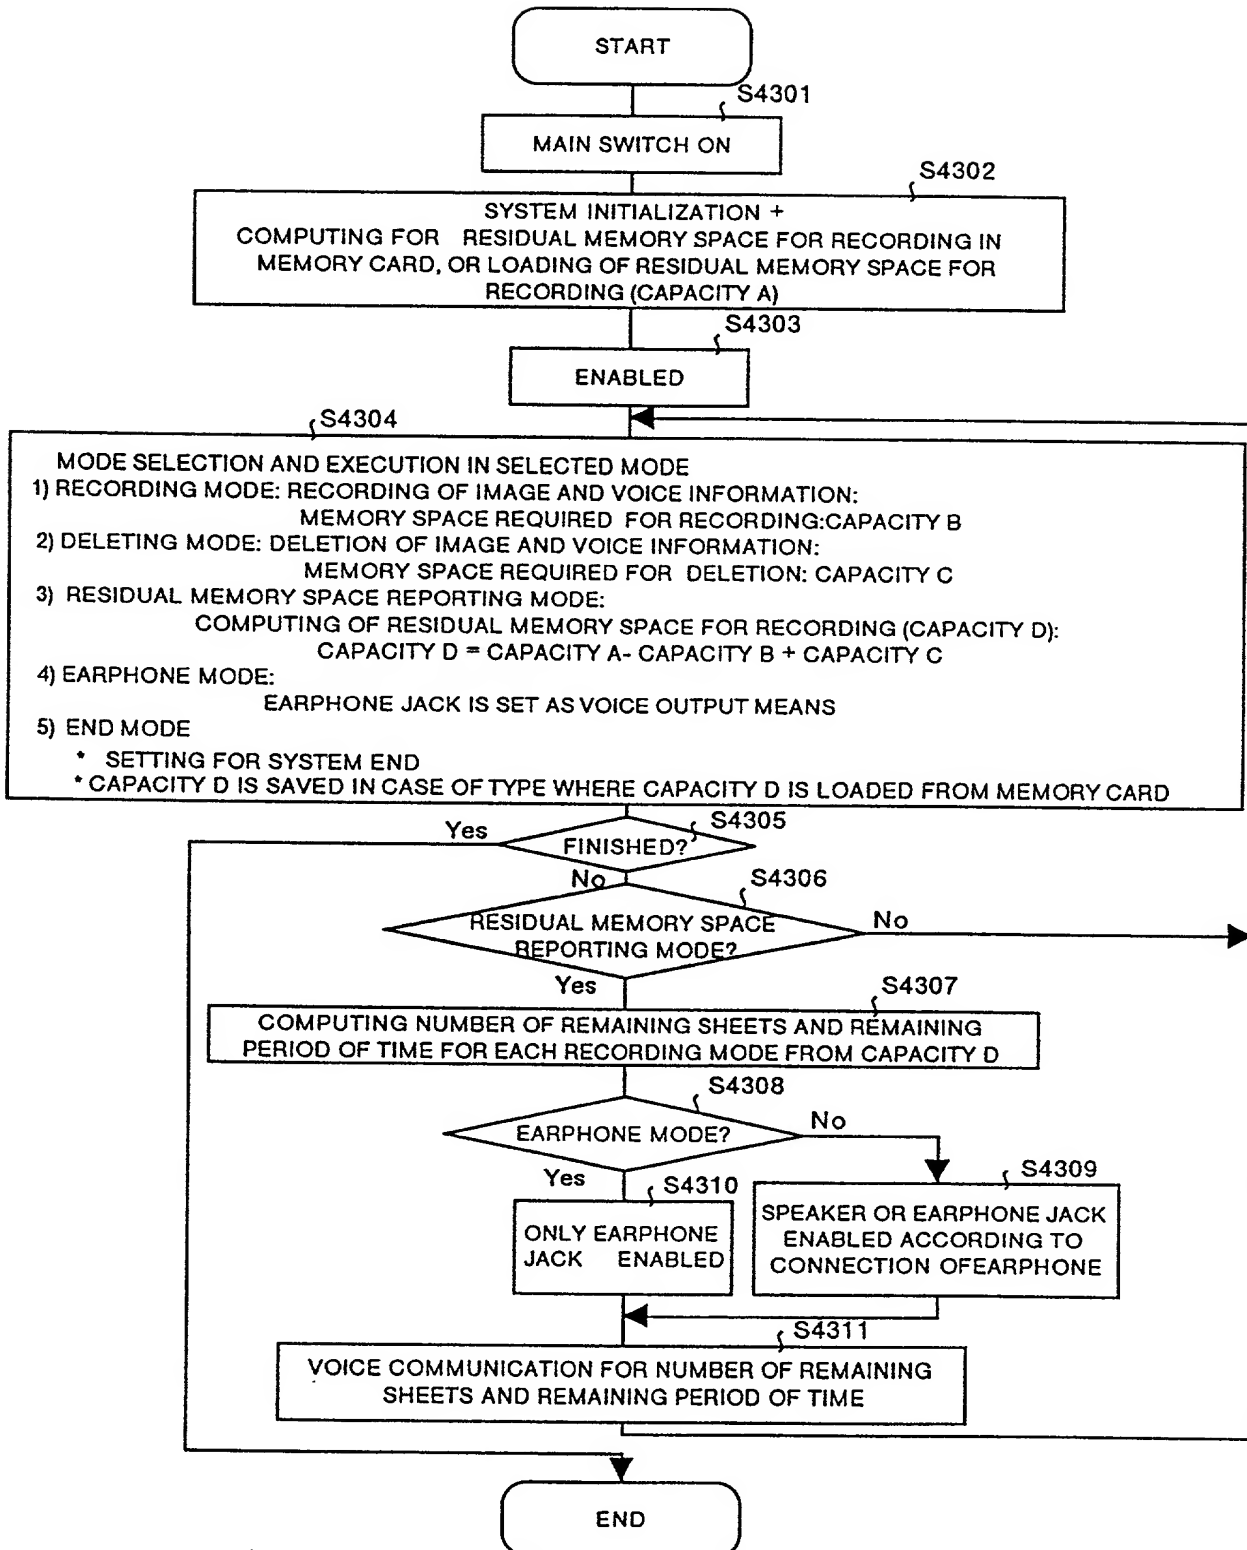 START
S4301
MAIN SWITCH ON
S4302
SYSTEM INITIALIZATION +
COMPUTING FOR RESIDUAL MEMORY SPACE FOR RECORDING IN
MEMORY CARD, OR LOADING OF RESIDUAL MEMORY SPACE FOR
RECORDING (CAPACITY A)
S4303
ENABLED
S4304
MODE SELECTION AND EXECUTION IN SELECTED MODE
1) RECORDING MODE: RECORDING OF IMAGE AND VOICE INFORMATION:
MEMORY SPACE REQUIRED FOR RECORDING:CAPACITY B
2) DELETING MODE: DELETION OF IMAGE AND VOICE INFORMATION:
MEMORY SPACE REQUIRED FOR DELETION: CAPACITY C
3) RESIDUAL MEMORY SPACE REPORTING MODE:
COMPUTING OF RESIDUAL MEMORY SPACE FOR RECORDING (CAPACITY D):
CAPACITY D = CAPACITY A- CAPACITY B + CAPACITY C
4) EARPHONE MODE:
EARPHONE JACK IS SET AS VOICE OUTPUT MEANS
5) END MODE
* SETTING FOR SYSTEM END
* CAPACITY D IS SAVED IN CASE OF TYPE WHERE CAPACITY D IS LOADED FROM MEMORY CARD
S4305
Yes
FINISHED?
No
S4306
RESIDUAL MEMORY SPACE
REPORTING MODE?
No
Yes
S4307
COMPUTING NUMBER OF REMAINING SHEETS AND REMAINING
PERIOD OF TIME FOR EACH RECORDING MODE FROM CAPACITY D
S4308
EARPHONE MODE?
No
Yes
S4310
ONLY EARPHONE
JACK ENABLED
S4309
SPEAKER OR EARPHONE JACK
ENABLED ACCORDING TO
CONNECTION OFEARPHONE
S4311
VOICE COMMUNICATION FOR NUMBER OF REMAINING
SHEETS AND REMAINING PERIOD OF TIME
END